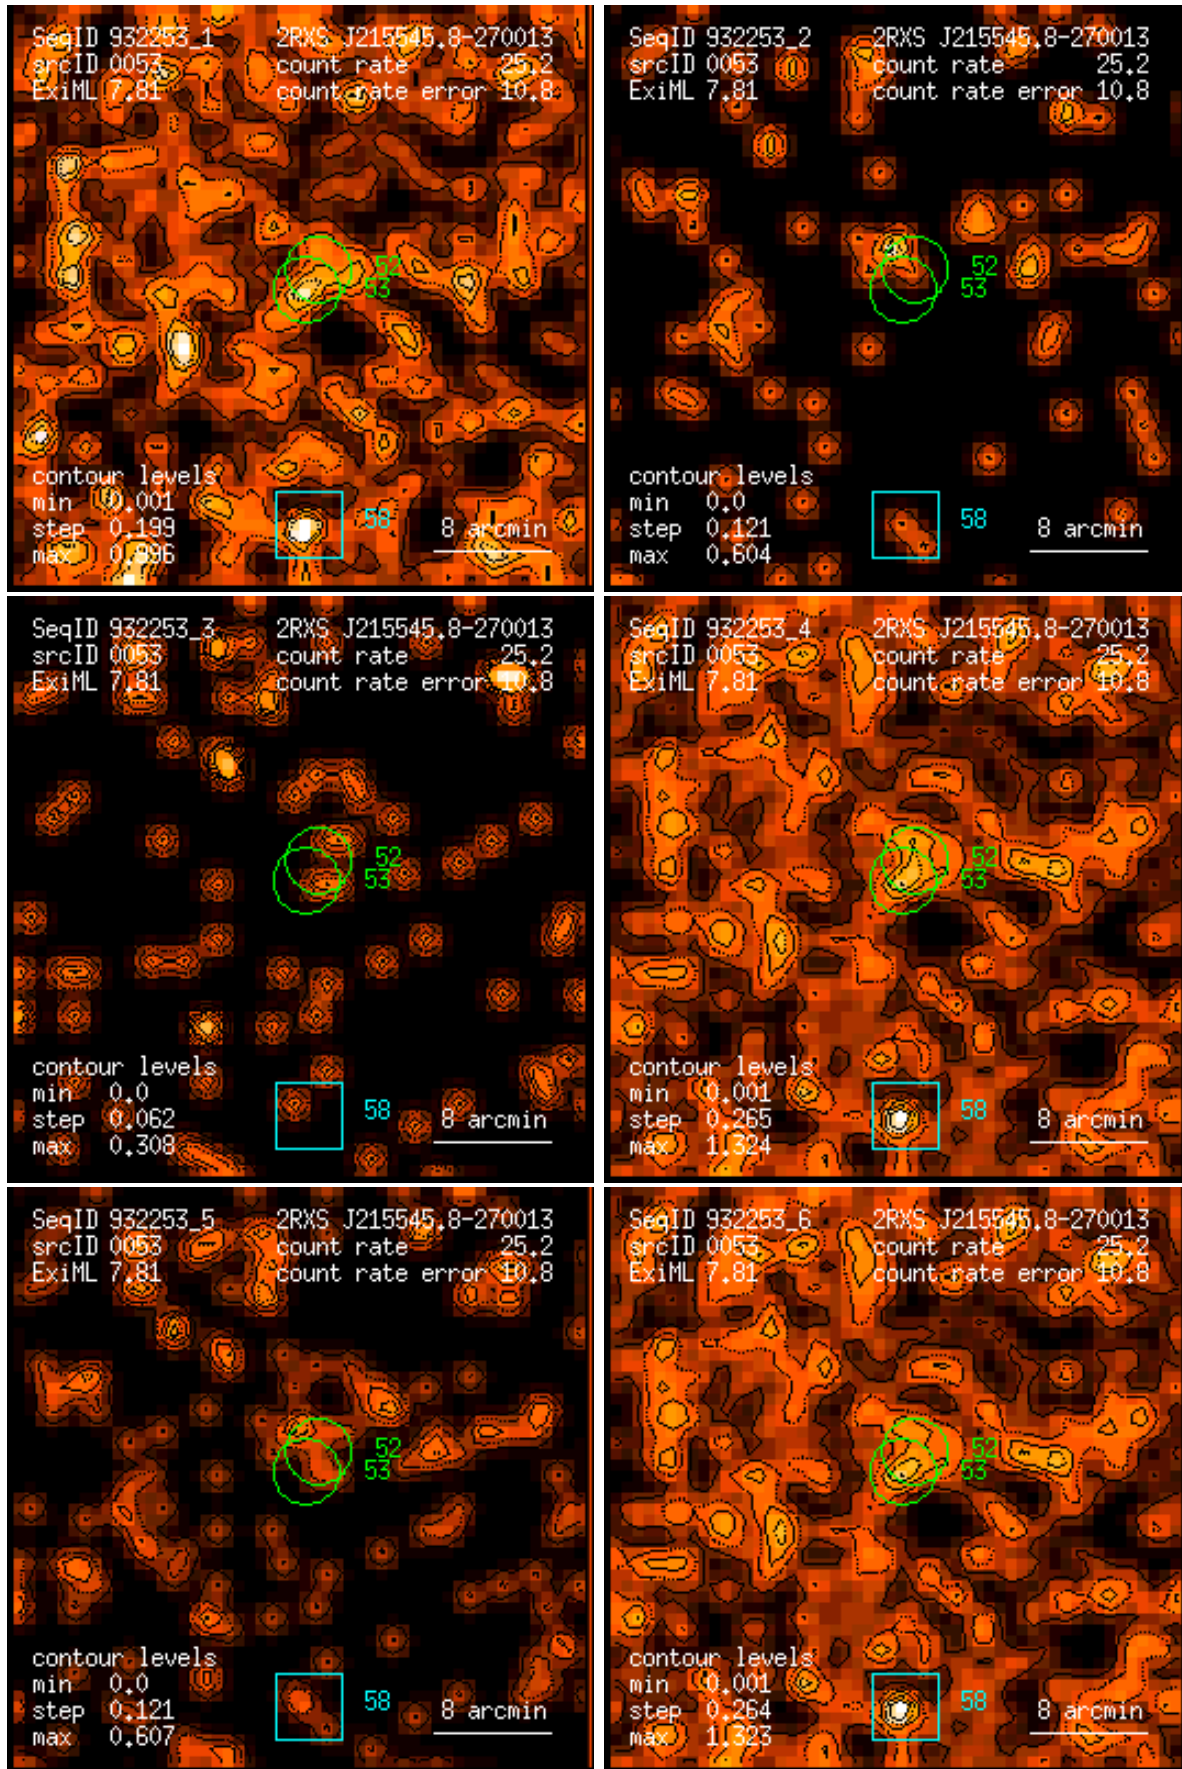 SeqID 932253_1 2RXS J215545.8-270013
srcID 0053 count rate 25.2
ExiML 7.81 count rate error 10.8
52
53
contour levels
min 0.001
step 0.199
max 0.996
58
8 arcmin
SeqID 932253_2 2RXS J215545.8-270013
srcID 0053 count rate 25.2
ExiML 7.81 count rate error 10.8
52
53
contour levels
min 0.0
step 0.121
max 0.604
58
8 arcmin
SeqID 932253_3 2RXS J215545.8-270013
srcID 0053 count rate 25.2
ExiML 7.81 count rate error 10.8
52
53
contour levels
min 0.0
step 0.062
max 0.308
58
8 arcmin
SeqID 932253_4 2RXS J215545.8-270013
srcID 0053 count rate 25.2
ExiML 7.81 count rate error 10.8
52
53
contour levels
min 0.001
step 0.265
max 1.324
58
8 arcmin
SeqID 932253_5 2RXS J215545.8-270013
srcID 0053 count rate 25.2
ExiML 7.81 count rate error 10.8
52
53
contour levels
min 0.0
step 0.121
max 0.607
58
8 arcmin
SeqID 932253_6 2RXS J215545.8-270013
srcID 0053 count rate 25.2
ExiML 7.81 count rate error 10.8
52
53
contour levels
min 0.001
step 0.264
max 1.323
58
8 arcmin